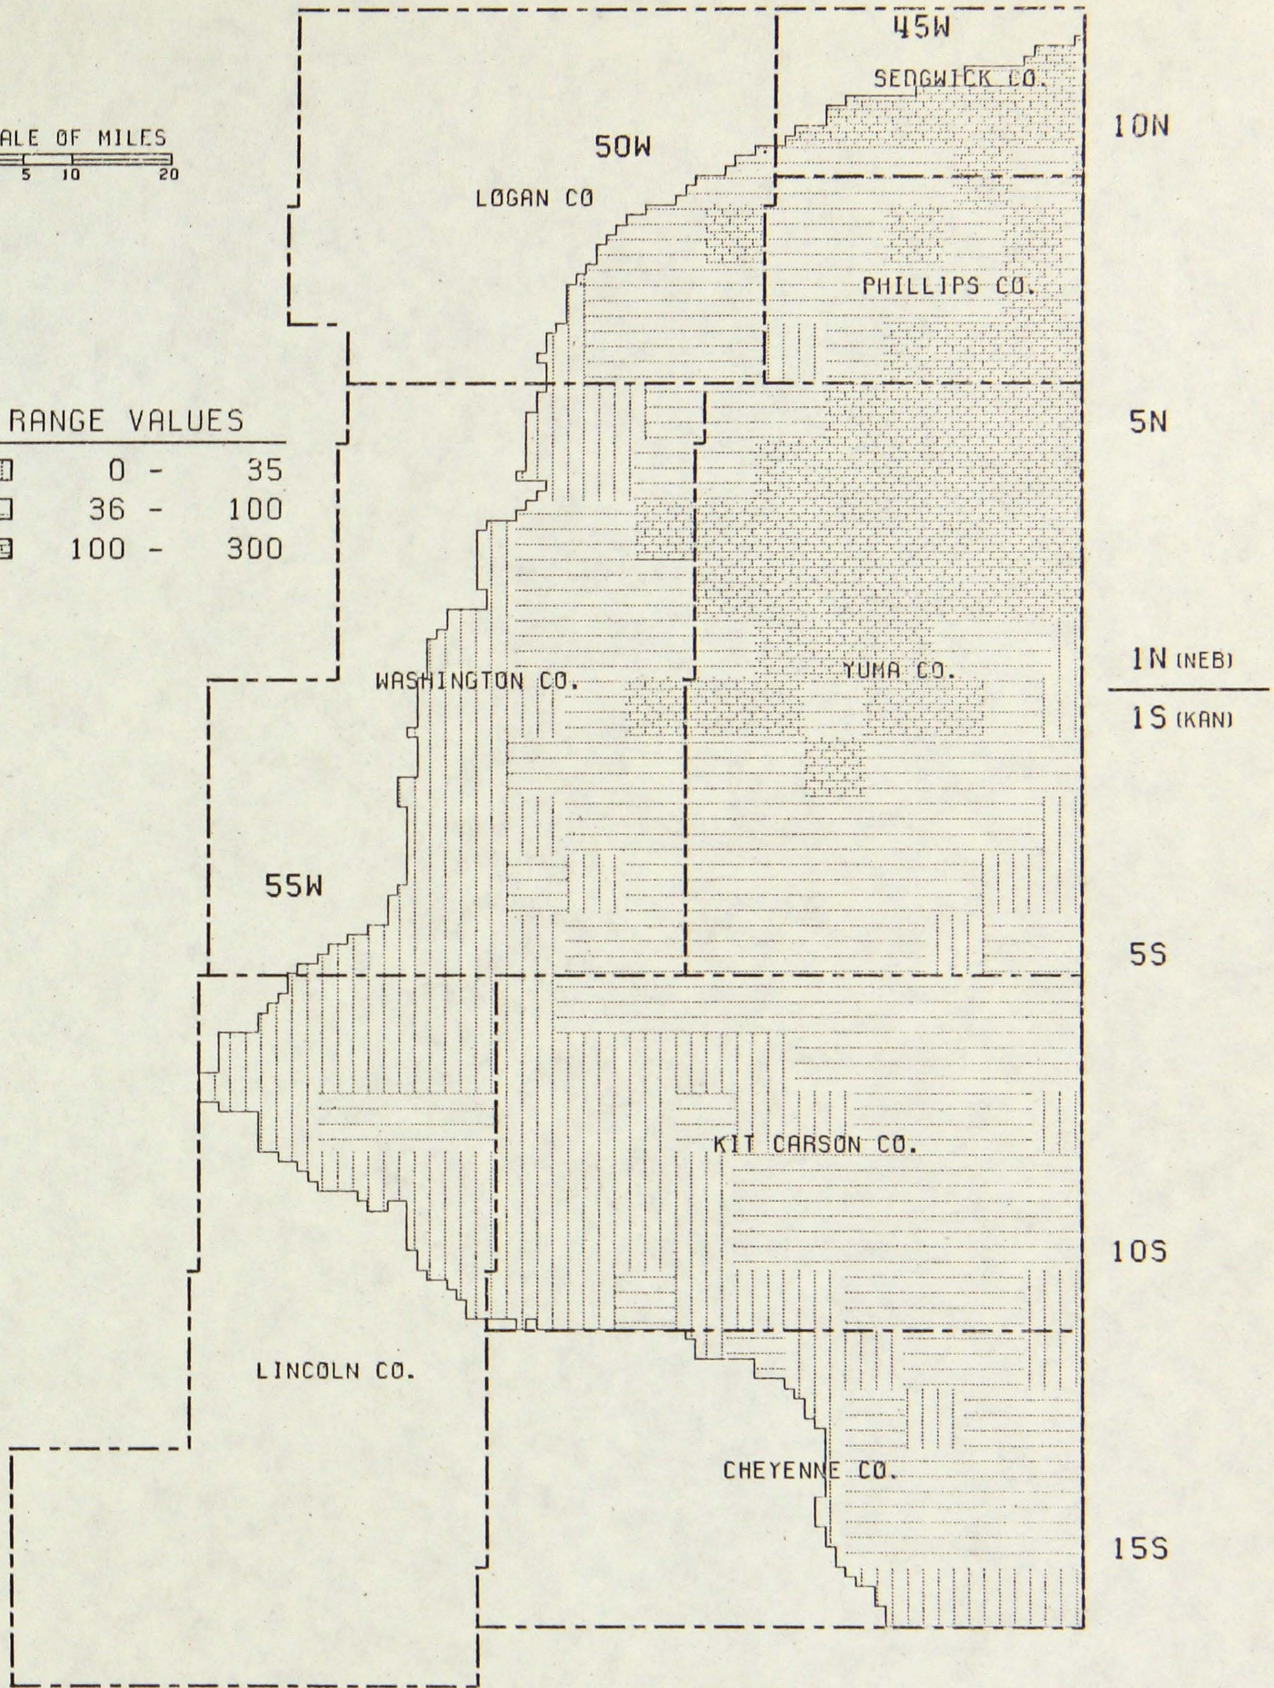 45W
SEDGWICK CO.
10N
ALE OF MILES
5 10 20
50W
LOGAN CO
PHILLIPS CO.
RANGE VALUES
0 - 35
36 - 100
100 - 300
5N
1N (NEB)
YUMA CO.
WASHINGTON CO.
1S (KAN)
55W
5S
KIT CARSON CO.
10S
LINCOLN CO.
CHEYENNE CO.
15S